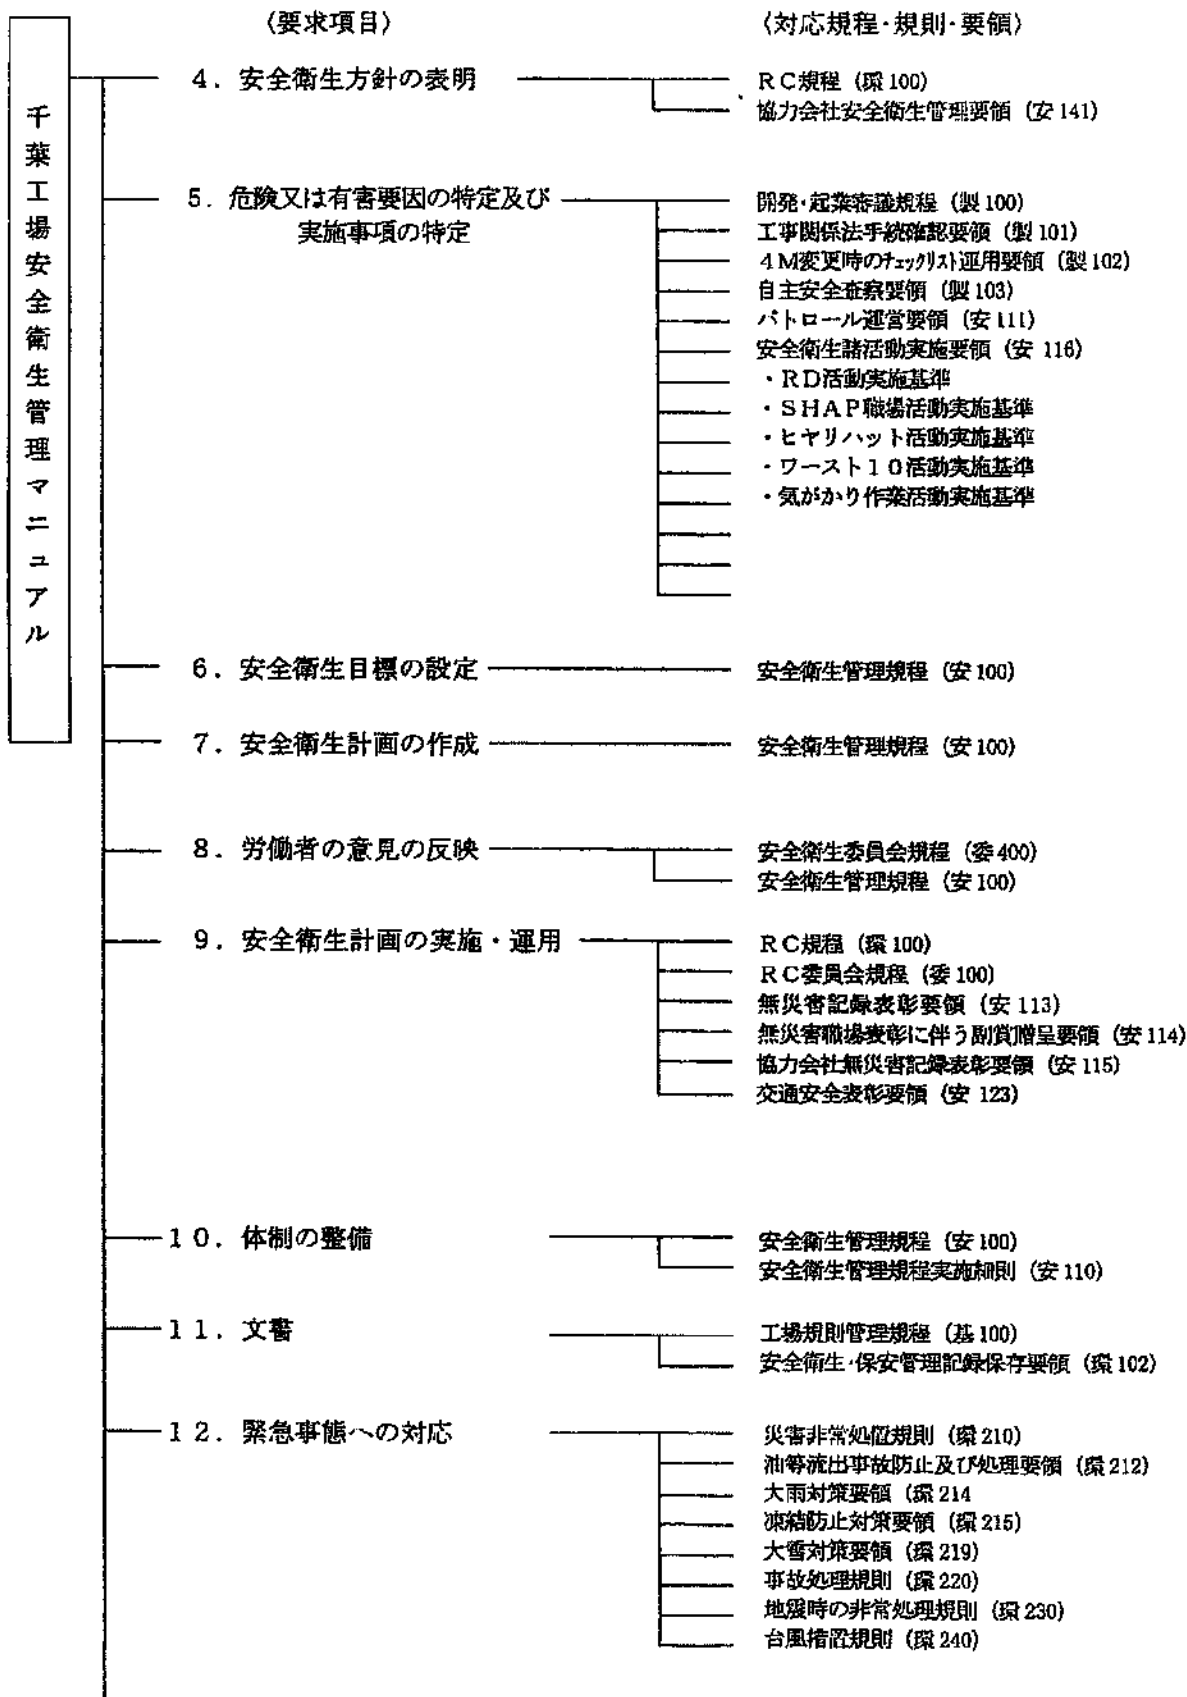 〈要求項目〉
〈対応規程・規則・要領〉
千葉工場安全衛生管理マニュアル
4．安全衛生方針の表明
ＲＣ規程（環100）
協力会社安全衛生管理要領（安141）
5．危険又は有害要因の特定及び
実施事項の特定
開発・起業審議規程（製100）
工事関係法手続確認要領（製101）
４Ｍ変更時のチェックリスト運用要領（製102）
自主安全査察要領（製103）
パトロール運営要領（安111）
安全衛生諸活動実施要領（安116）
・ＲＤ活動実施基準
・ＳＨＡＰ職場活動実施基準
・ヒヤリハット活動実施基準
・ワースト１０活動実施基準
・気がかり作業活動実施基準
6．安全衛生目標の設定
安全衛生管理規程（安100）
7．安全衛生計画の作成
安全衛生管理規程（安100）
8．労働者の意見の反映
安全衛生委員会規程（委400）
安全衛生管理規程（安100）
9．安全衛生計画の実施・運用
ＲＣ規程（環100）
ＲＣ委員会規程（委100）
無災害記録表彰要領（安113）
無災害職場表彰に伴う副賞贈呈要領（安114）
協力会社無災害記録表彰要領（安115）
交通安全表彰要領（安123）
10．体制の整備
安全衛生管理規程（安100）
安全衛生管理規程実施細則（安110）
11．文書
工場規則管理規程（基100）
安全衛生・保安管理記録保存要領（環102）
12．緊急事態への対応
災害非常処置規則（環210）
油等流出事故防止及び処理要領（環212）
大雨対策要領（環214
凍結防止対策要領（環215）
大雪対策要領（環219）
事故処理規則（環220）
地震時の非常処理規則（環230）
台風措置規則（環240）